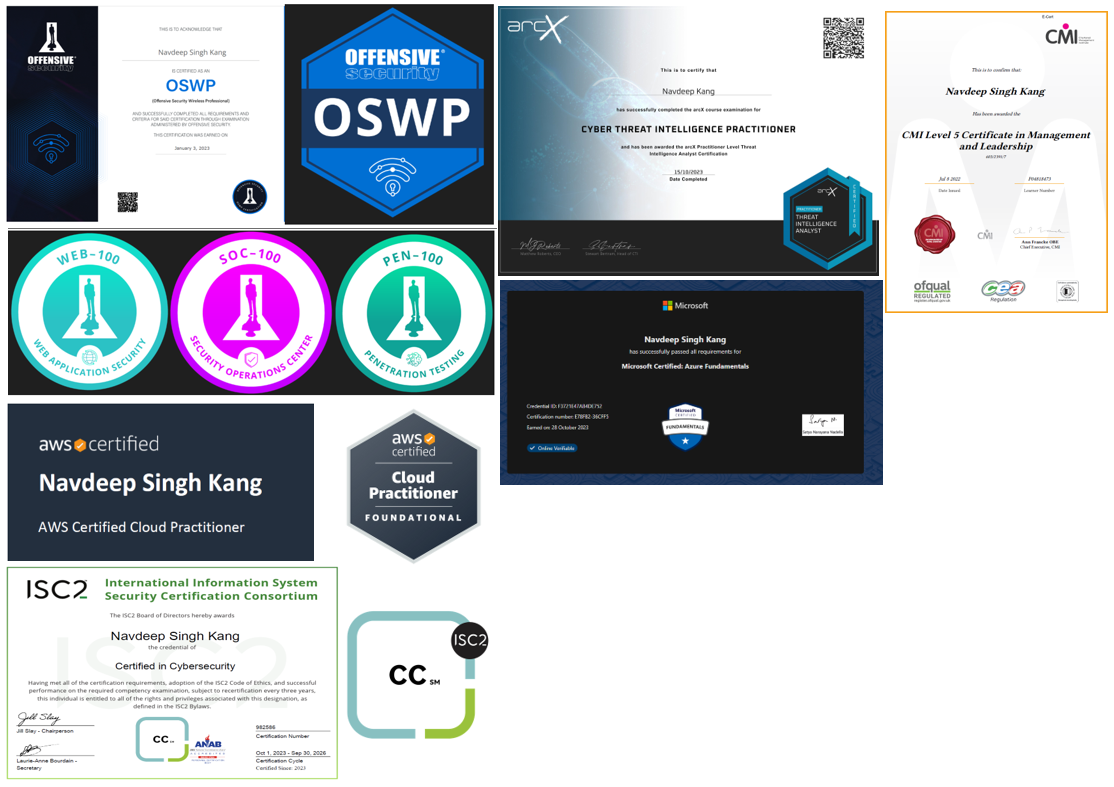 OFFENSIVE
security
THIS IS TO ACKNOWLEDGE THAT
Navdeep Singh Kang
IS CERTIFIED AS AN
OSWP
(Offensive Security Wireless Professional)
AND SUCCESSFULLY COMPLETED ALL REQUIREMENTS AND
CRITERIA FOR SAID CERTIFICATION THROUGH EXAMINATION
ADMINISTERED BY OFFENSIVE SECURITY
THIS CERTIFICATION WAS EARNED ON
January 3, 2023
OFFENSIVE
security
OSWP
arcX
This is to certify that
Navdeep Kang
has successfully completed the arcX course examination for
CYBER THREAT INTELLIGENCE PRACTITIONER
and has been awarded the arcX Practitioner Level Threat
Intelligence Analyst Certification
15/10/2023
Date Completed
arcX
PRACTITIONER
THREAT
INTELLIGENCE
ANALYST
CERTIFIED
E-Cert
CMI
This is to confirm that:
Navdeep Singh Kang
Has been awarded the
CMI Level 5 Certificate in Management
and Leadership
Jul 8 2022
Date Issued
P04818473
Learner Number
CMI
CMI
Ann Francke OBE
Chief Executive, CMI
ofqual
REGULATED
cea
Regulation
WEB-100
WEB APPLICATION SECURITY
SOC-100
SECURITY OPERATIONS CENTER
PEN-100
PENETRATION TESTING
Microsoft
Navdeep Singh Kang
has successfully passed all requirements for
Microsoft Certified: Azure Fundamentals
Certification number: E7BF82-36CFF5
Earned on: 28 October 2023
Online Verifiable
Microsoft
CERTIFIED
FUNDAMENTALS
aws certified
Navdeep Singh Kang
AWS Certified Cloud Practitioner
aws
certified
Cloud
Practitioner
FOUNDATIONAL
ISC2
International Information System
Security Certification Consortium
The ISC2 Board of Directors hereby awards
Navdeep Singh Kang
the credential of
Certified in Cybersecurity
Having met all of the certification requirements, adoption of the ISC2 Code of Ethics, and successful
performance on the required competency examination, subject to recertification every three years,
this individual is entitled to all of the rights and privileges associated with this designation, as
defined in the ISC2 Bylaws.
Jill Slay
Jill Slay - Chairperson
Laurie-Anne Bourdain -
Secretary
CC SM
ANAB
982586
Certification Number
Oct 1, 2023 - Sep 30, 2026
Certification Cycle
Certified Since: 2023
ISC2
CC SM